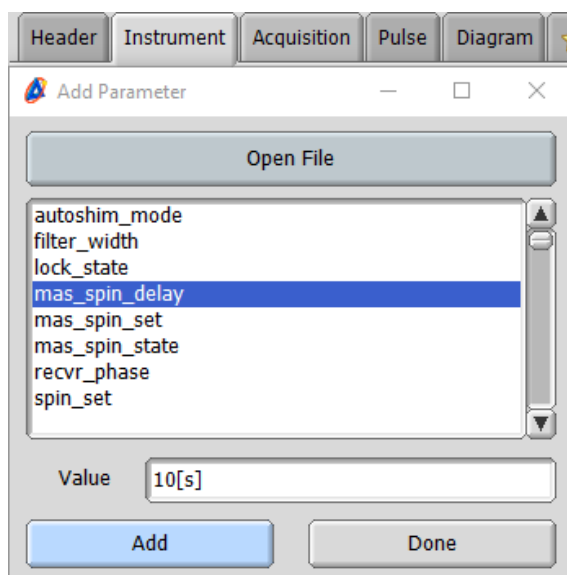 Header Instrument Acquisition Pulse Diagram
Add Parameter
Open File
autoshim_mode
filter_width
lock_state
mas_spin_delay
mas_spin_set
mas_spin_state
recvr_phase
spin_set
Value 10[s]
Add Done